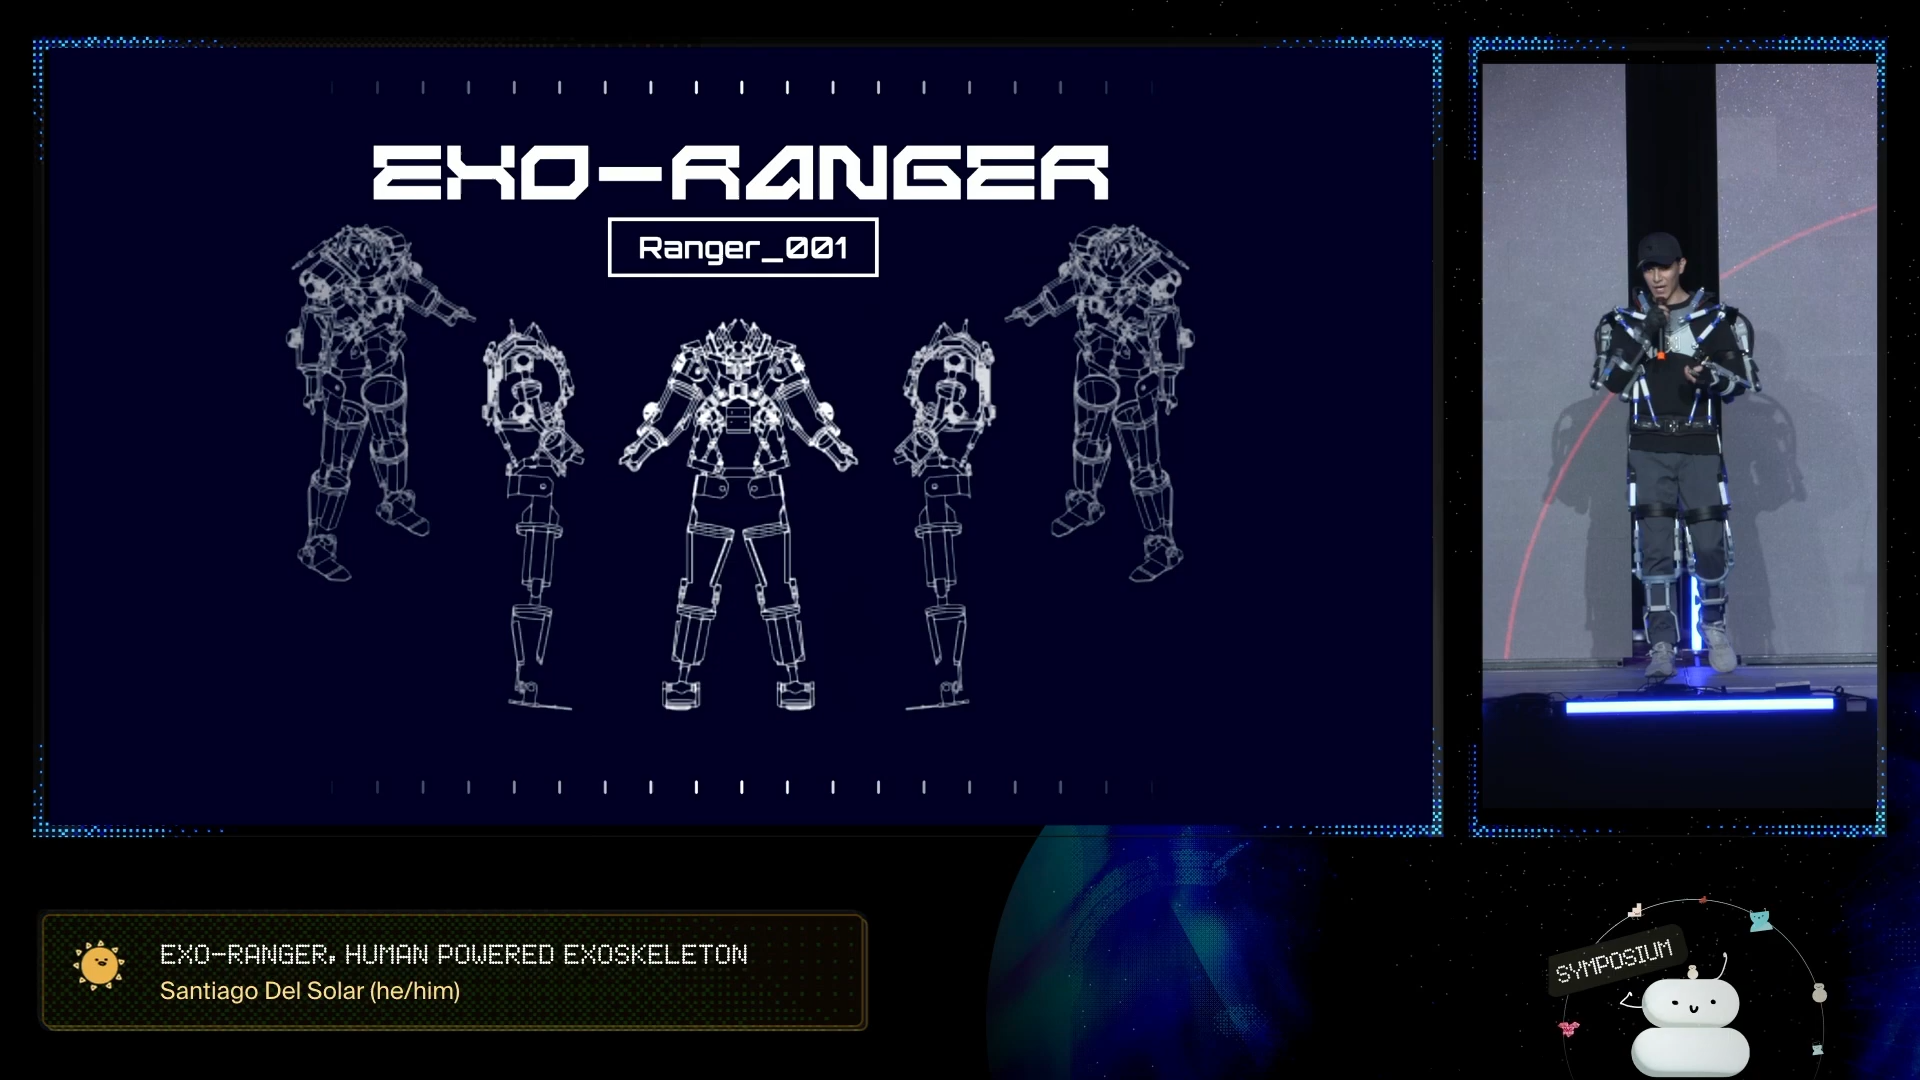 EXO-RANGER
Ranger_001
EXO-RANGER, HUMAN POWERED EXOSKELETON
Santiago Del Solar (he/him)
SYMPOSIUM